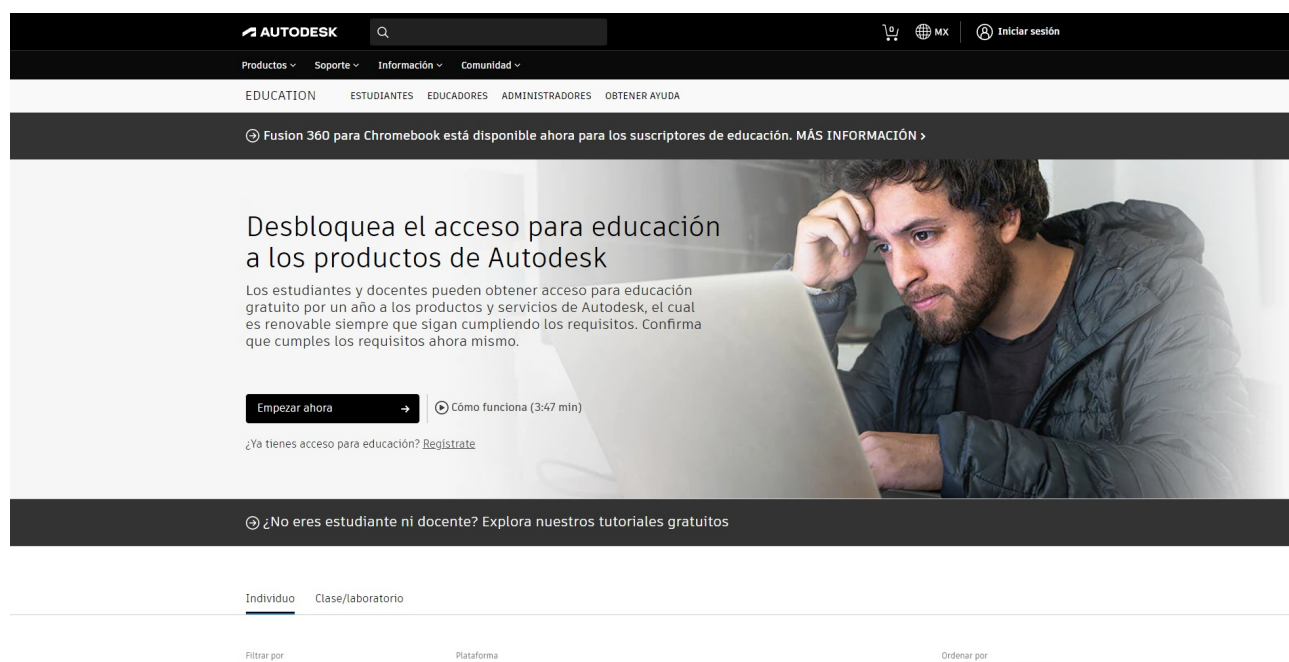 AUTODESK
0
MX
Iniciar sesión
Productos
Soporte
Información
Comunidad
EDUCATION
ESTUDIANTES
EDUCADORES
ADMINISTRADORES
OBTENER AYUDA
Fusion 360 para Chromebook está disponible ahora para los suscriptores de educación. MÁS INFORMACIÓN >
Desbloquea el acceso para educación
a los productos de Autodesk
Los estudiantes y docentes pueden obtener acceso para educación
gratuito por un año a los productos y servicios de Autodesk, el cual
es renovable siempre que sigan cumpliendo los requisitos. Confirma
que cumples los requisitos ahora mismo.
Empezar ahora
Cómo funciona (3:47 min)
¿Ya tienes acceso para educación? Regístrate
¿No eres estudiante ni docente? Explora nuestros tutoriales gratuitos
Individuo
Clase/laboratorio
Filtrar por
Plataforma
Ordenar por